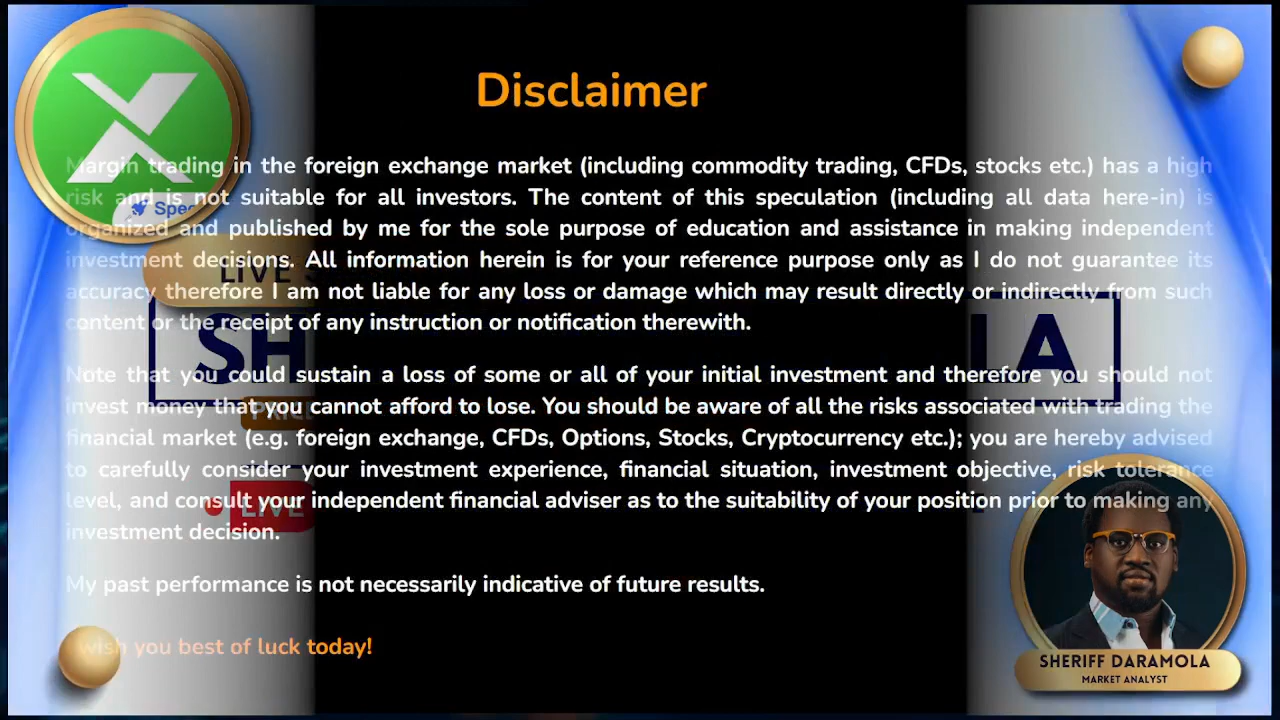 Disclaimer
Margin trading in the foreign exchange market (including commodity trading, CFDs, stocks etc.) has a high
risk and is not suitable for all investors. The content of this speculation (including all data here-in) is
organized and published by me for the sole purpose of education and assistance in making independent
investment decisions. All information herein is for your reference purpose only as I do not guarantee its
accuracy therefore I am not liable for any loss or damage which may result directly or indirectly from such
content or the receipt of any instruction or notification therewith.
Note that you could sustain a loss of some or all of your initial investment and therefore you should not
invest money that you cannot afford to lose. You should be aware of all the risks associated with trading the
financial market (e.g. foreign exchange, CFDs, Options, Stocks, Cryptocurrency etc.); you are hereby advised
to carefully consider your investment experience, financial situation, investment objective, risk tolerance
level, and consult your independent financial adviser as to the suitability of your position prior to making any
investment decision.
My past performance is not necessarily indicative of future results.
wish you best of luck today!
LIVE
SH
LA
LIVE
SHERIFF DARAMOLA
MARKET ANALYST